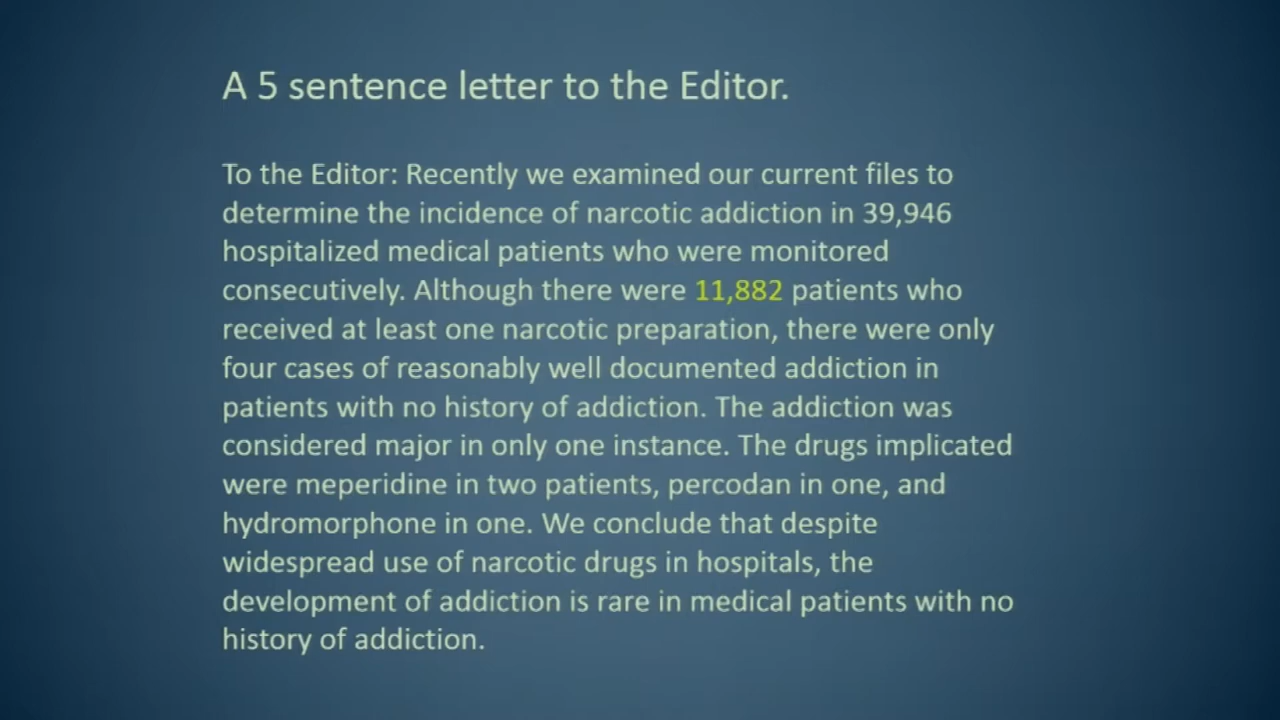 A 5 sentence letter to the Editor.
To the Editor: Recently we examined our current files to
determine the incidence of narcotic addiction in 39,946
hospitalized medical patients who were monitored
consecutively. Although there were 11,882 patients who
received at least one narcotic preparation, there were only
four cases of reasonably well documented addiction in
patients with no history of addiction. The addiction was
considered major in only one instance. The drugs implicated
were meperidine in two patients, percodan in one, and
hydromorphone in one. We conclude that despite
widespread use of narcotic drugs in hospitals, the
development of addiction is rare in medical patients with no
history of addiction.